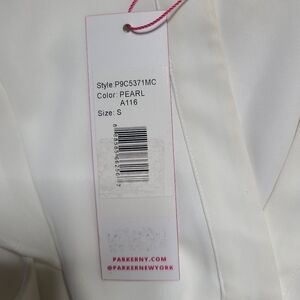 Style:P9C5371MC
Color: PEARL
A116
Size: S
PARKERNY.COM
@PARKERNEWYORK